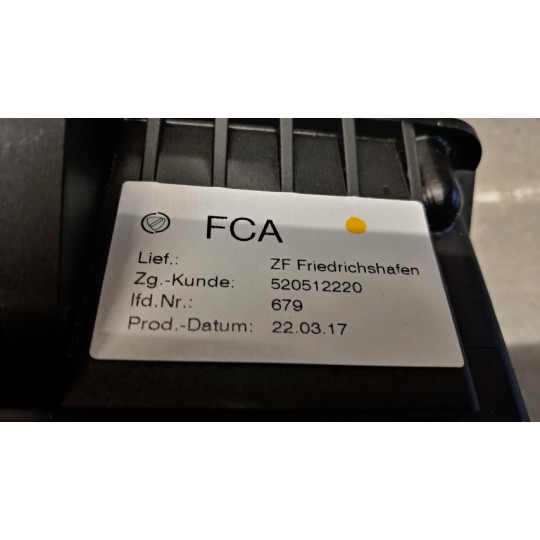 FCA
Lief.: ZF Friedrichshafen
Zg.-Kunde: 520512220
lfd.Nr.: 679
Prod.-Datum: 22.03.17